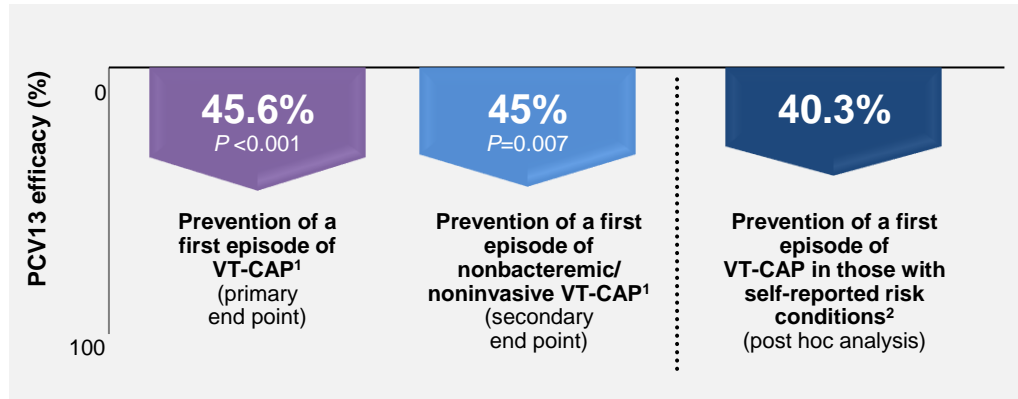 PCV13 efficacy (%)
0
100
45.6%
P <0.001
Prevention of a
first episode of
VT-CAP¹
(primary
end point)
45%
P=0.007
Prevention of a first
episode of
nonbacteremic/
noninvasive VT-CAP¹
(secondary
end point)
40.3%
Prevention of a first
episode of
VT-CAP in those with
self-reported risk
conditions²
(post hoc analysis)